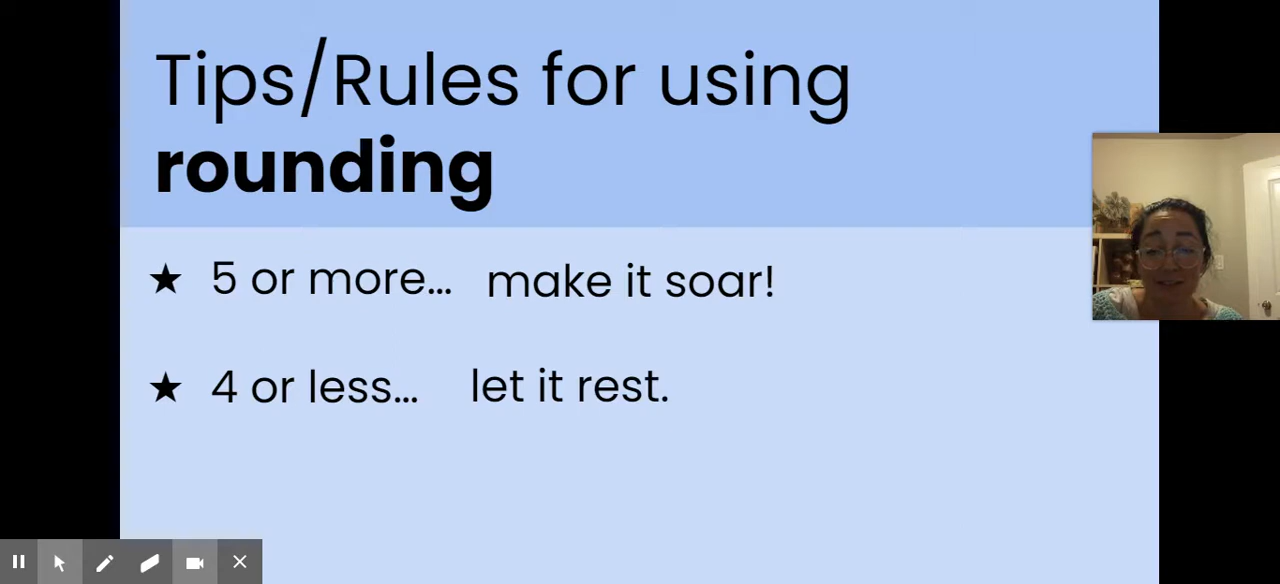 Tips/Rules for using
rounding
★ 5 or more... make it soar!
★ 4 or less... let it rest.